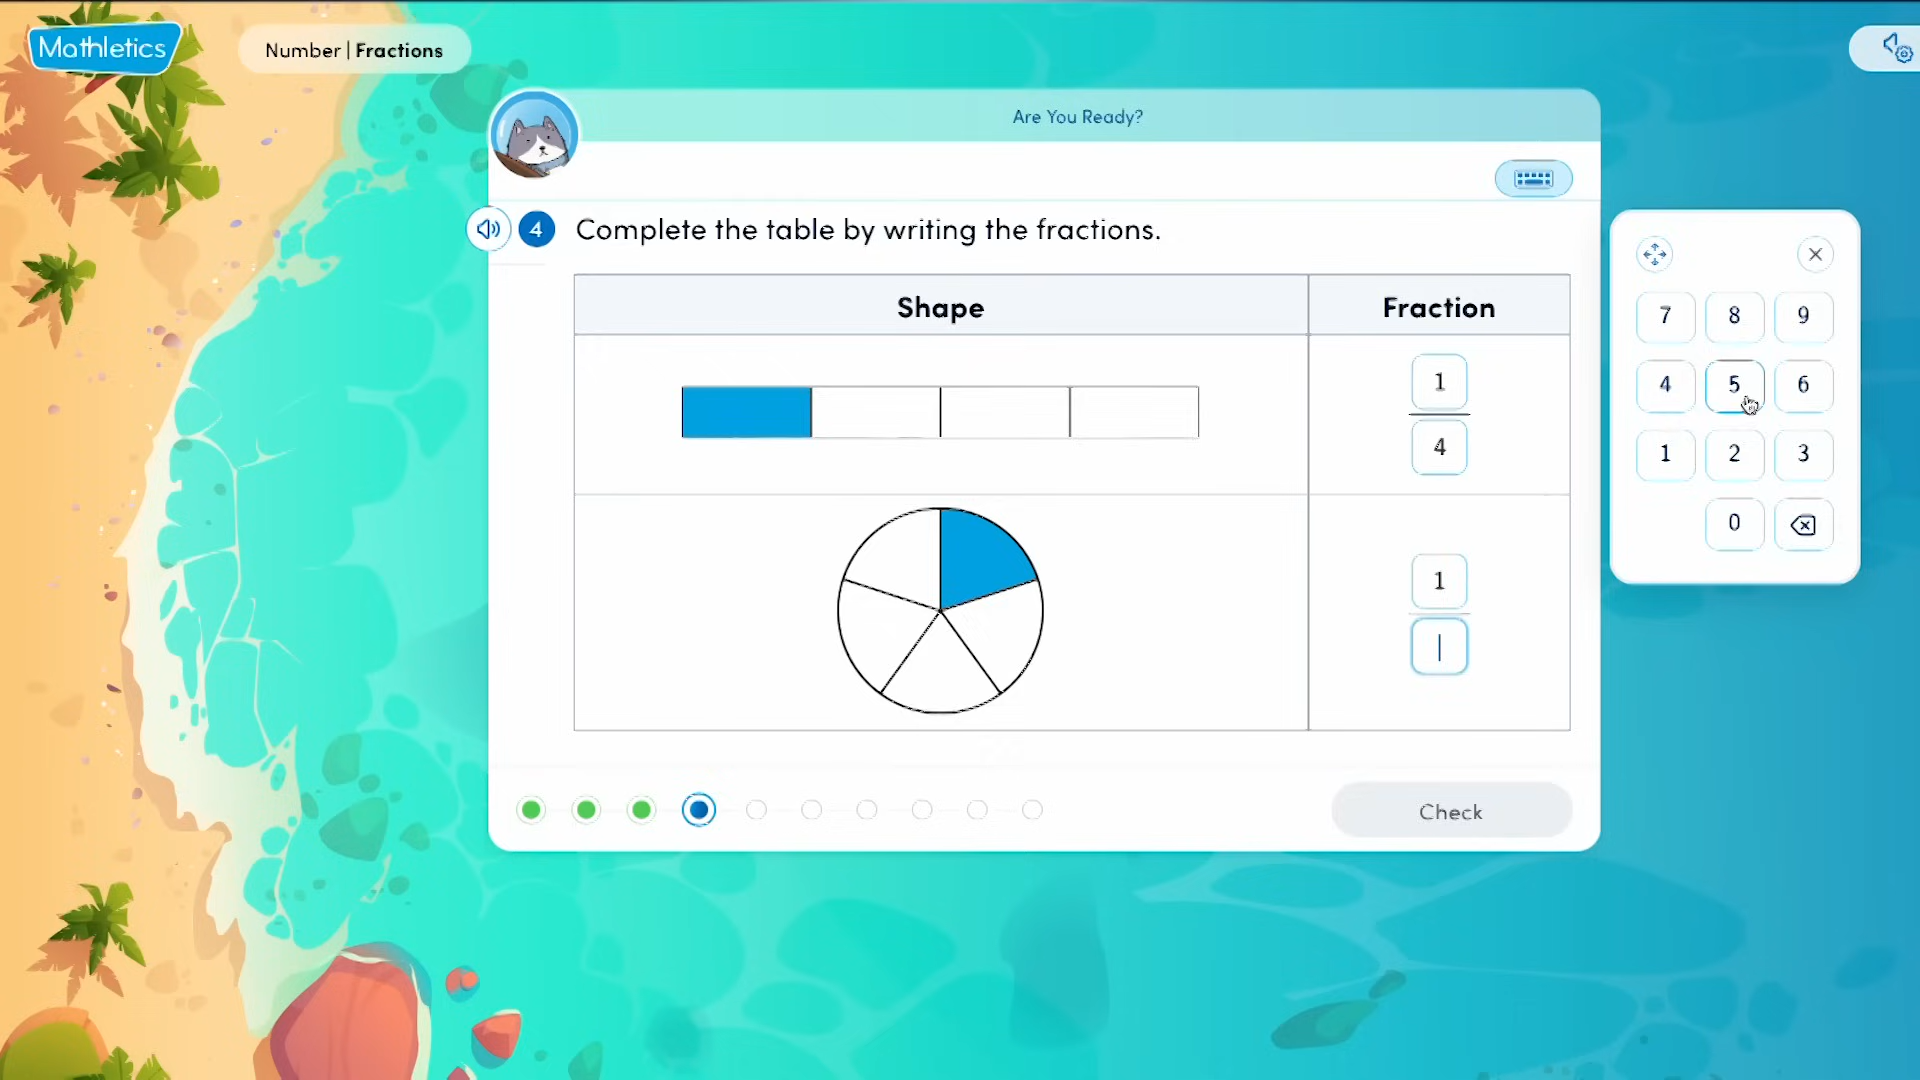 Mathletics
Number | Fractions
Are You Ready?
4 Complete the table by writing the fractions.
Shape Fraction
1
4
1
7 8 9
4 5 6
1 2 3
0
Check